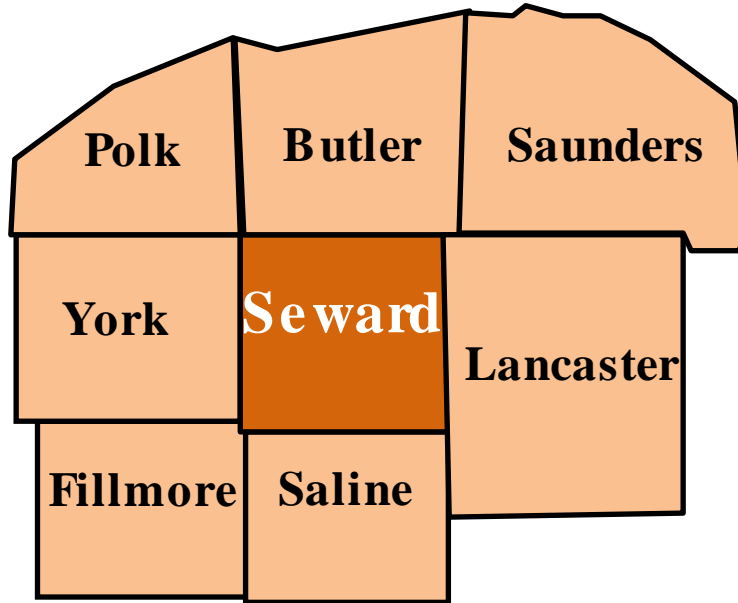 Polk
Butler
Saunders
York
Seward
Lancaster
Fillmore
Saline